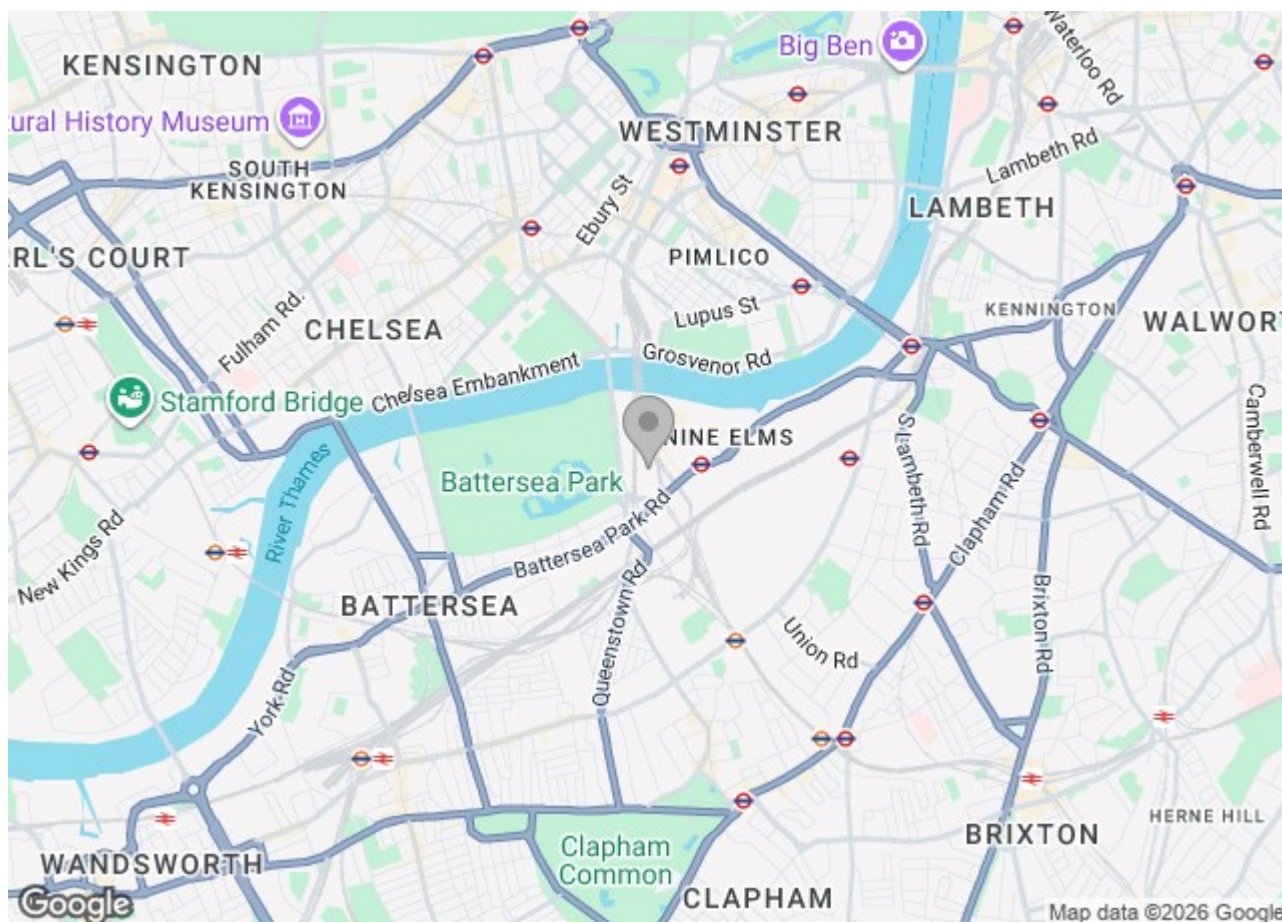 KENSINGTON
Big Ben
Waterloo Rd
tural History Museum
WESTMINSTER
SOUTH
KENSINGTON
Lambeth Rd
Ebury St
LAMBETH
RL'S COURT
PIMLICO
Lupus St
KENNINGTON
Fulham Rd.
CHELSEA
WALWOR
Grosvenor Rd
Chelsea Embankment
Stamford Bridge
NINE ELMS
Camberwell Rd
S Lambeth Rd
Battersea Park
Clapham Rd
River Thames
New Kings Rd
Battersea Park Rd
BATTERSEA
Brixton Rd
Queenstown Rd
Union Rd
York Rd
HERNE HILL
BRIXTON
Clapham
Common
WANDSWORTH
CLAPHAM
Google
Map data ©2026 Google